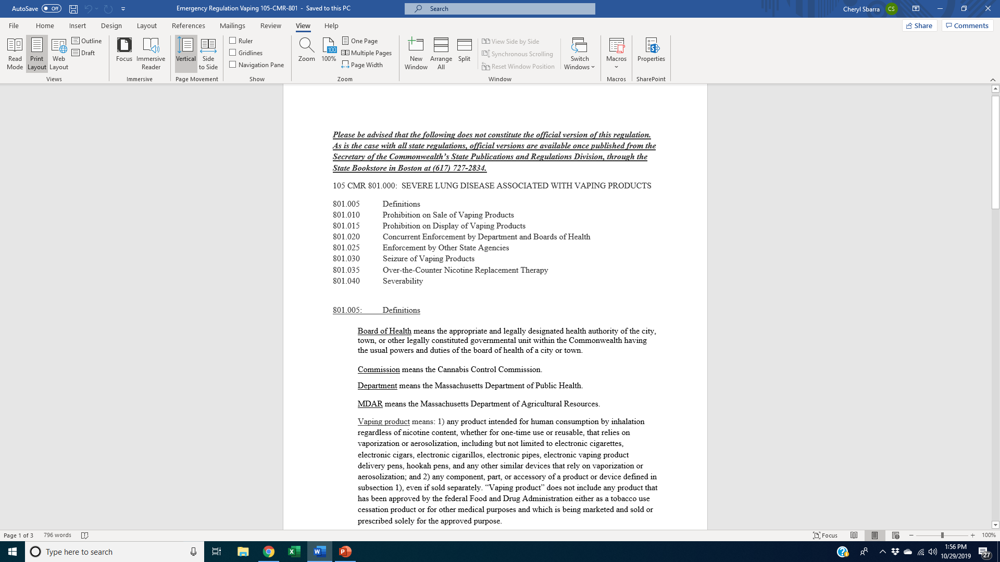 AutoSave Off
Emergency Regulation Vaping 105-CMR-801 - Saved to this PC
Search
Cheryl Sbarra CS
File Home Insert Design Layout References Mailings Review View Help
Share Comments
Read Mode
Print Layout
Web Layout
Outline
Draft
Views
Focus
Immersive Reader
Immersive
Vertical
Side to Side
Page Movement
Ruler
Gridlines
Navigation Pane
Show
Zoom
100
100%
One Page
Multiple Pages
Page Width
Zoom
New Window
Arrange All
Split
View Side by Side
Synchronous Scrolling
Reset Window Position
Switch Windows
Window
Macros
Macros
Properties
SharePoint
Please be advised that the following does not constitute the official version of this regulation.
As is the case with all state regulations, official versions are available once published from the
Secretary of the Commonwealth’s State Publications and Regulations Division, through the
State Bookstore in Boston at (617) 727-2834.
105 CMR 801.000: SEVERE LUNG DISEASE ASSOCIATED WITH VAPING PRODUCTS
801.005 Definitions
801.010 Prohibition on Sale of Vaping Products
801.015 Prohibition on Display of Vaping Products
801.020 Concurrent Enforcement by Department and Boards of Health
801.025 Enforcement by Other State Agencies
801.030 Seizure of Vaping Products
801.035 Over-the-Counter Nicotine Replacement Therapy
801.040 Severability
801.005: Definitions
Board of Health means the appropriate and legally designated health authority of the city,
town, or other legally constituted governmental unit within the Commonwealth having
the usual powers and duties of the board of health of a city or town.
Commission means the Cannabis Control Commission.
Department means the Massachusetts Department of Public Health.
MDAR means the Massachusetts Department of Agricultural Resources.
Vaping product means: 1) any product intended for human consumption by inhalation
regardless of nicotine content, whether for one-time use or reusable, that relies on
vaporization or aerosolization, including but not limited to electronic cigarettes,
electronic cigars, electronic cigarillos, electronic pipes, electronic vaping product
delivery pens, hookah pens, and any other similar devices that rely on vaporization or
aerosolization; and 2) any component, part, or accessory of a product or device defined in
subsection 1), even if sold separately. “Vaping product” does not include any product that
has been approved by the federal Food and Drug Administration either as a tobacco use
cessation product or for other medical purposes and which is being marketed and sold or
prescribed solely for the approved purpose.
Page 1 of 3 796 words
Focus
100%
Type here to search
1:56 PM
10/29/2019
27